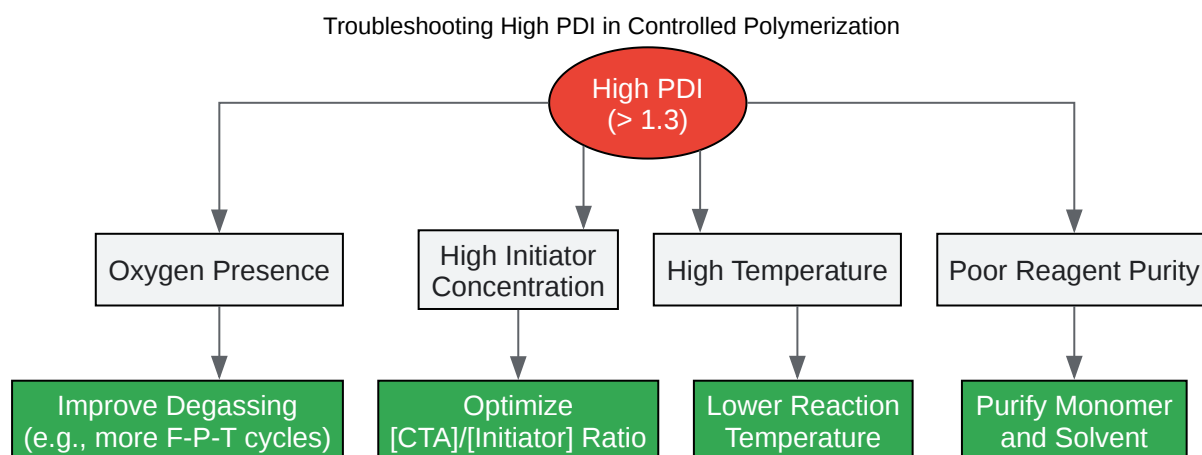 Troubleshooting High PDI in Controlled Polymerization
High PDI
(> 1.3)
Oxygen Presence
High Initiator
Concentration
High Temperature
Poor Reagent Purity
Improve Degassing
(e.g., more F-P-T cycles)
Optimize
[CTA]/[Initiator] Ratio
Lower Reaction
Temperature
Purify Monomer
and Solvent